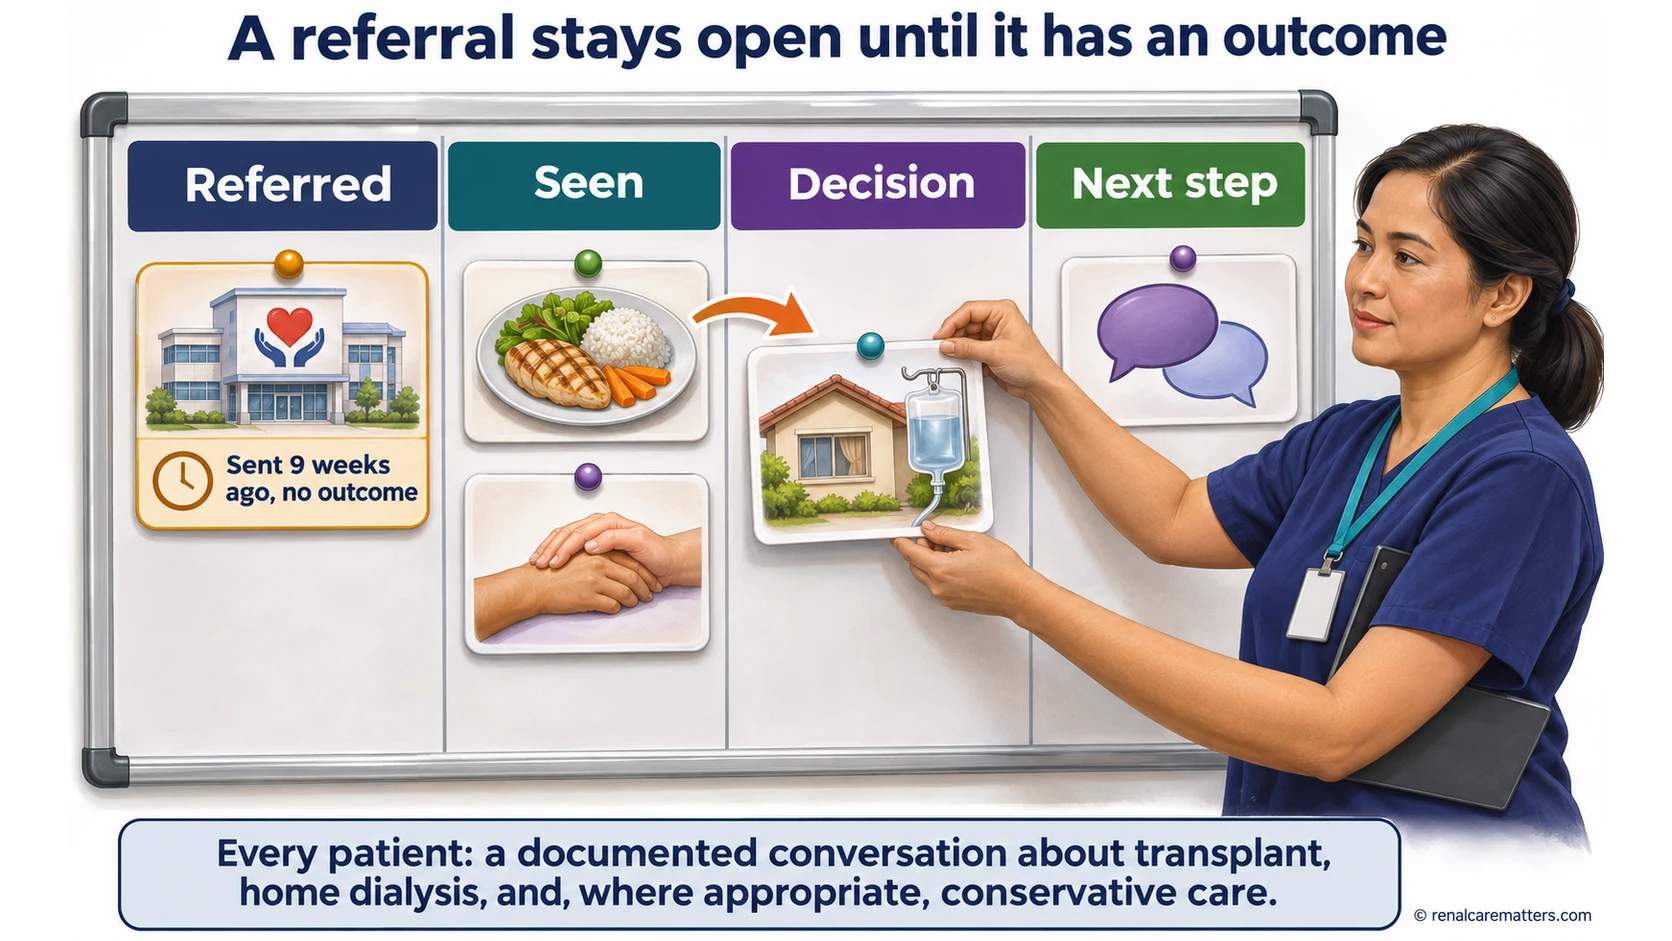 A referral stays open until it has an outcome
Referred
Seen
Decision
Next step
Sent 9 weeks
ago, no outcome
Every patient: a documented conversation about transplant,
home dialysis, and, where appropriate, conservative care.
© renalcarematters.com